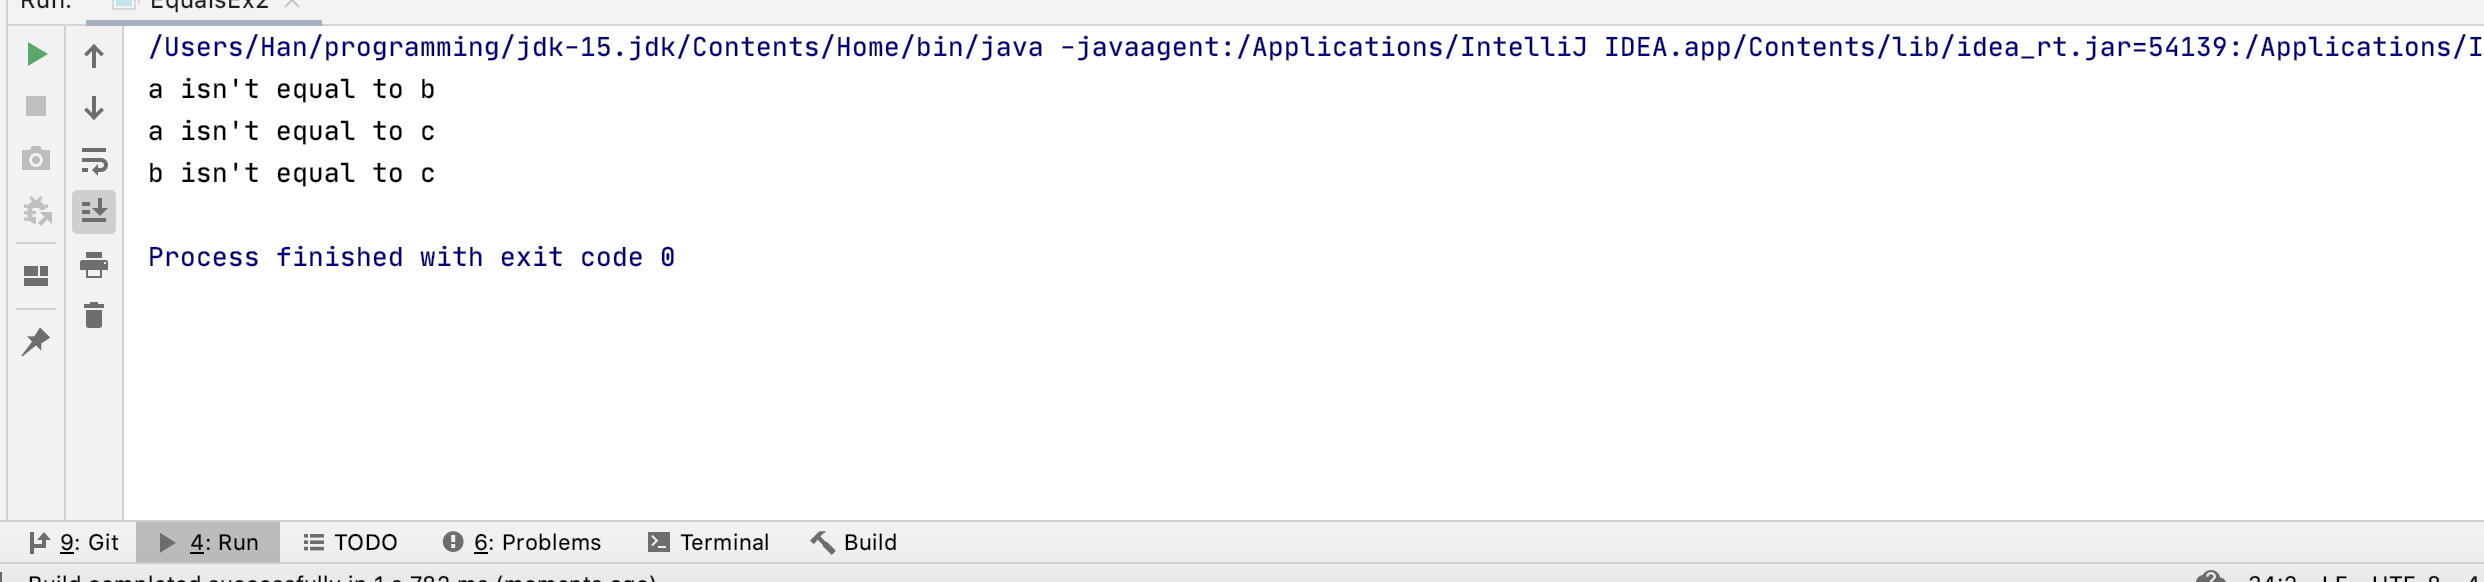 Run: EqualsEx2
/Users/Han/programming/jdk-15.jdk/Contents/Home/bin/java -javaagent:/Applications/IntelliJ IDEA.app/Contents/lib/idea_rt.jar=54139:/Applications/I
a isn't equal to b
a isn't equal to c
b isn't equal to c
Process finished with exit code 0
9: Git 4: Run TODO 6: Problems Terminal Build
Build completed successfully in 1 s 782 ms (moments ago) LF UTF-8